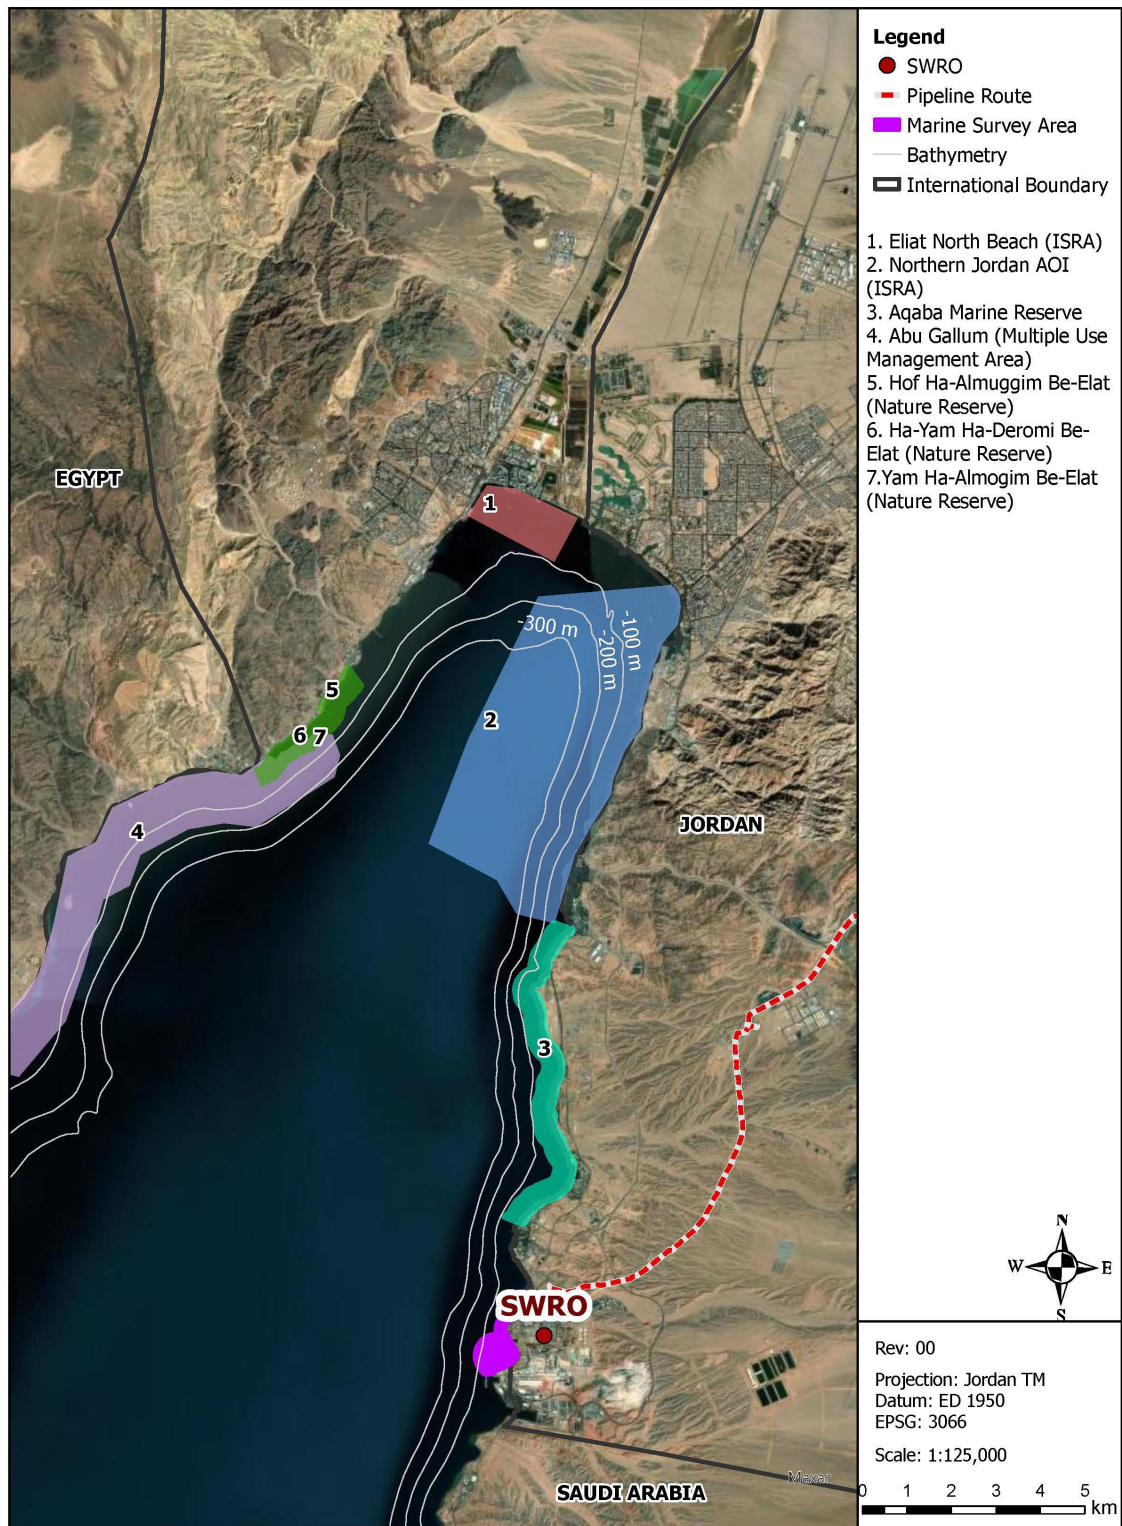 Legend
SWRO
Pipeline Route
Marine Survey Area
Bathymetry
International Boundary
1. Eliat North Beach (ISRA)
2. Northern Jordan AOI
(ISRA)
3. Aqaba Marine Reserve
4. Abu Gallum (Multiple Use
Management Area)
5. Hof Ha-Almuggim Be-Elat
(Nature Reserve)
6. Ha-Yam Ha-Deromi Be-
Elat (Nature Reserve)
7.Yam Ha-Almogim Be-Elat
(Nature Reserve)
EGYPT
1
-300 m
-200 m
-100 m
5
2
6 7
4
JORDAN
3
SWRO
SAUDI ARABIA
Maxar
N
W E
S
Rev: 00
Projection: Jordan TM
Datum: ED 1950
EPSG: 3066
Scale: 1:125,000
0 1 2 3 4 5
km